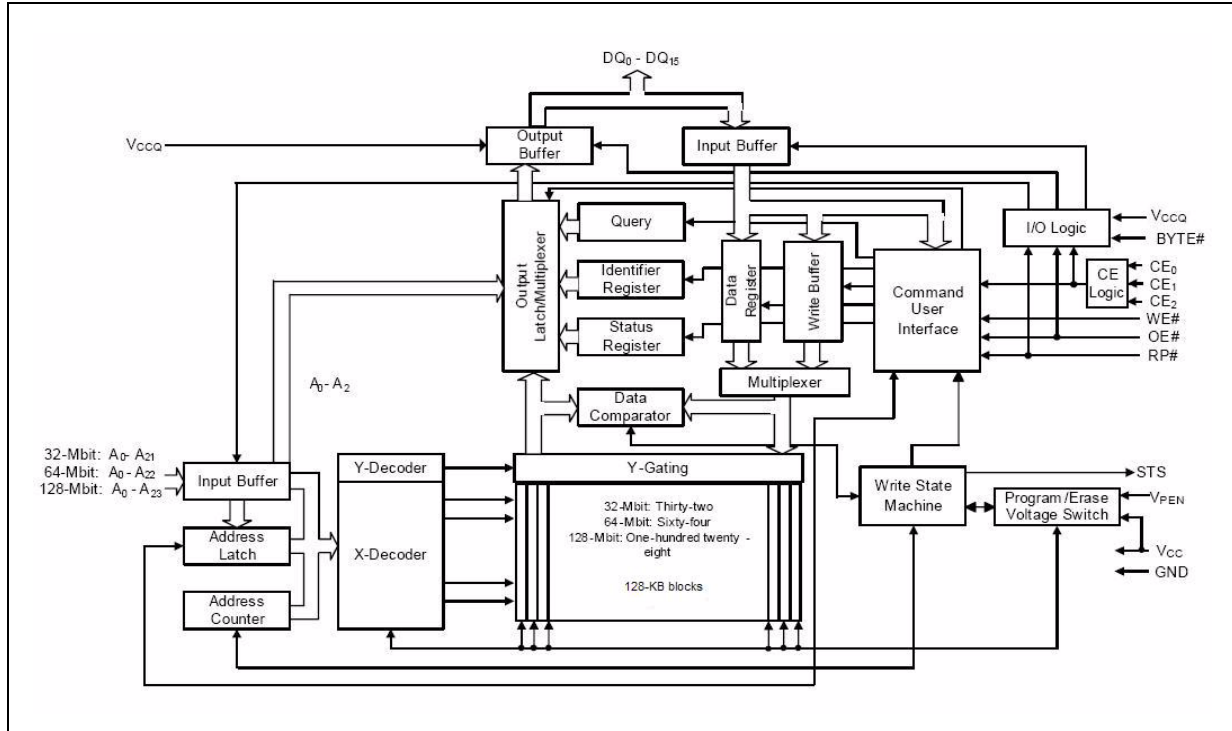 DQ0 - DQ15
VCCQ
Output
Buffer
Input Buffer
Output
Latch/Multiplexer
Query
Identifier
Register
Status
Register
Data
Register
Write Buffer
Command
User
Interface
I/O Logic
VCCQ
BYTE#
CE
Logic
CE0
CE1
CE2
WE#
OE#
RP#
A0- A2
Multiplexer
Data
Comparator
32-Mbit: A0- A21
64-Mbit: A0 - A22
128-Mbit: A0 - A23
Input Buffer
Y-Decoder
Y-Gating
Address
Latch
X-Decoder
Address
Counter
32-Mbit: Thirty-two
64-Mbit: Sixty-four
128-Mbit: One-hundred twenty -
eight
128-KB blocks
Write State
Machine
STS
Program /Erase
Voltage Switch
VPEN
VCC
GND